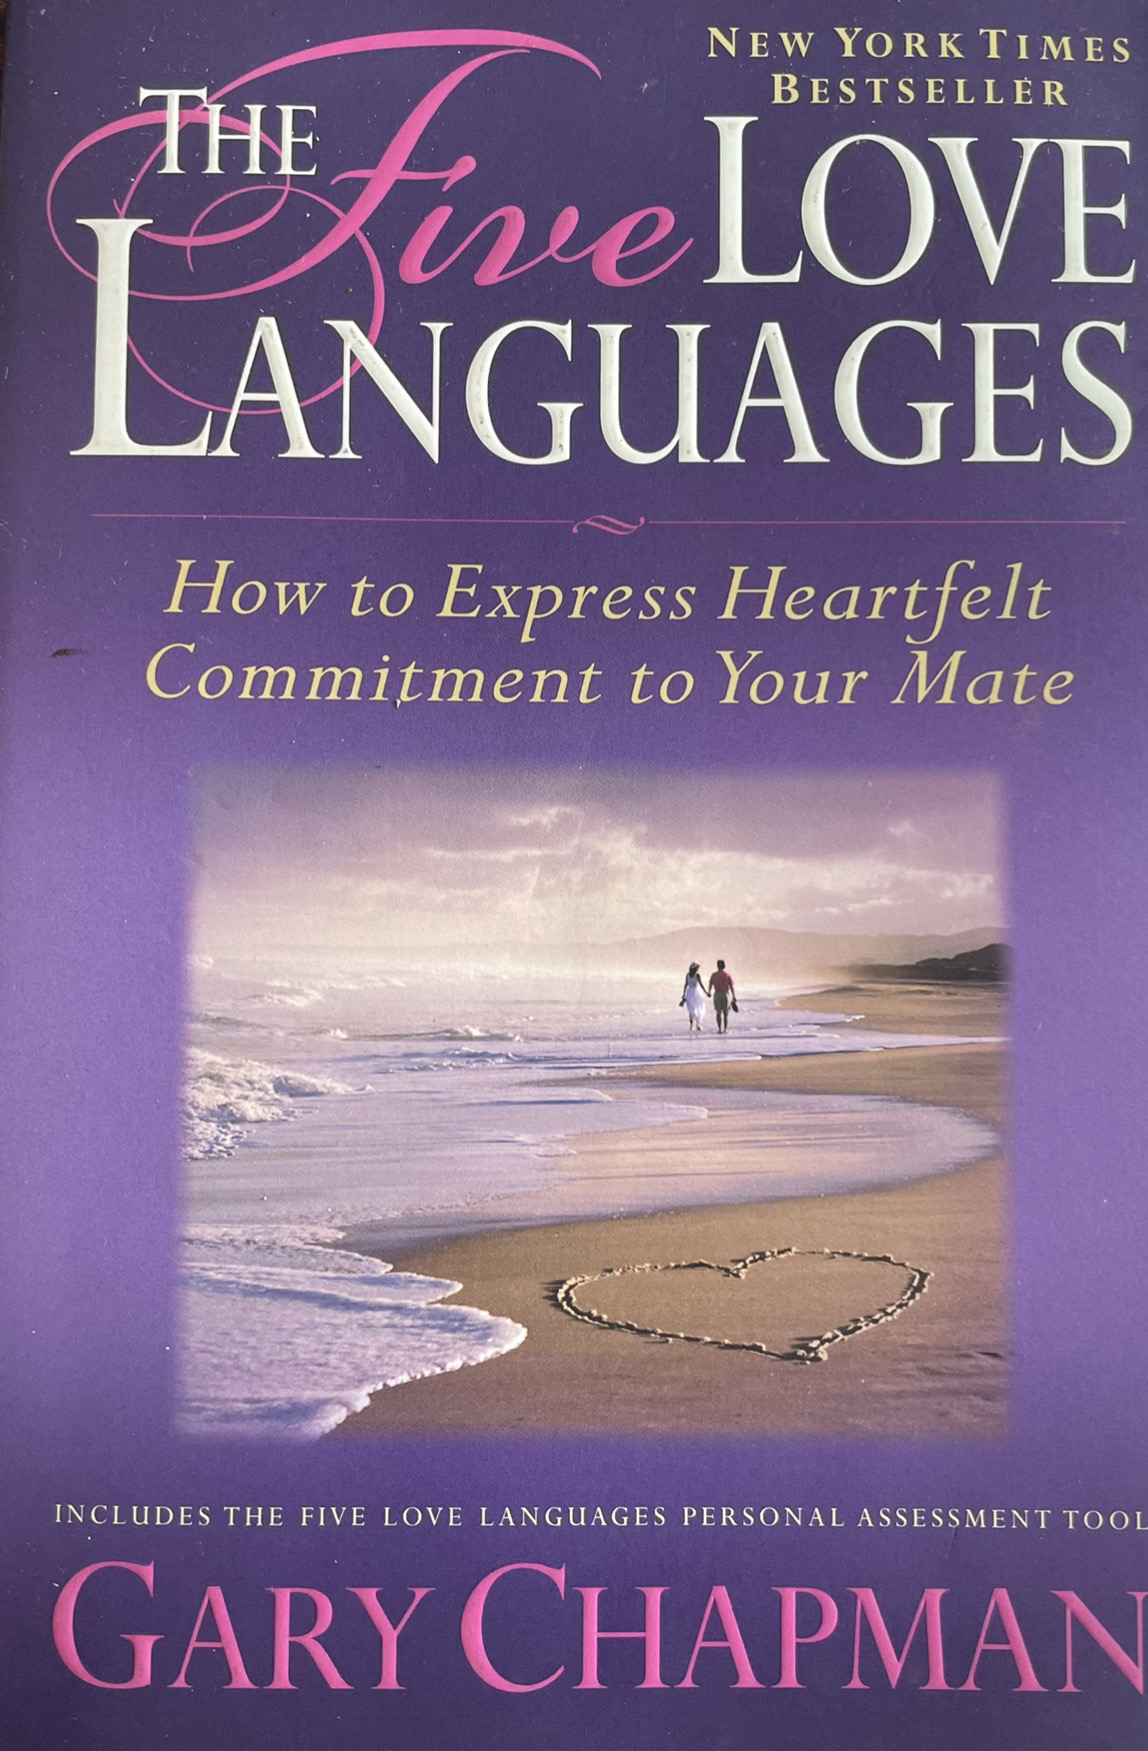 NEW YORK TIMES
BESTSELLER
THE Five LOVE
LANGUAGES
How to Express Heartfelt
Commitment to Your Mate
INCLUDES THE FIVE LOVE LANGUAGES PERSONAL ASSESSMENT TOOL
GARY CHAPMAN